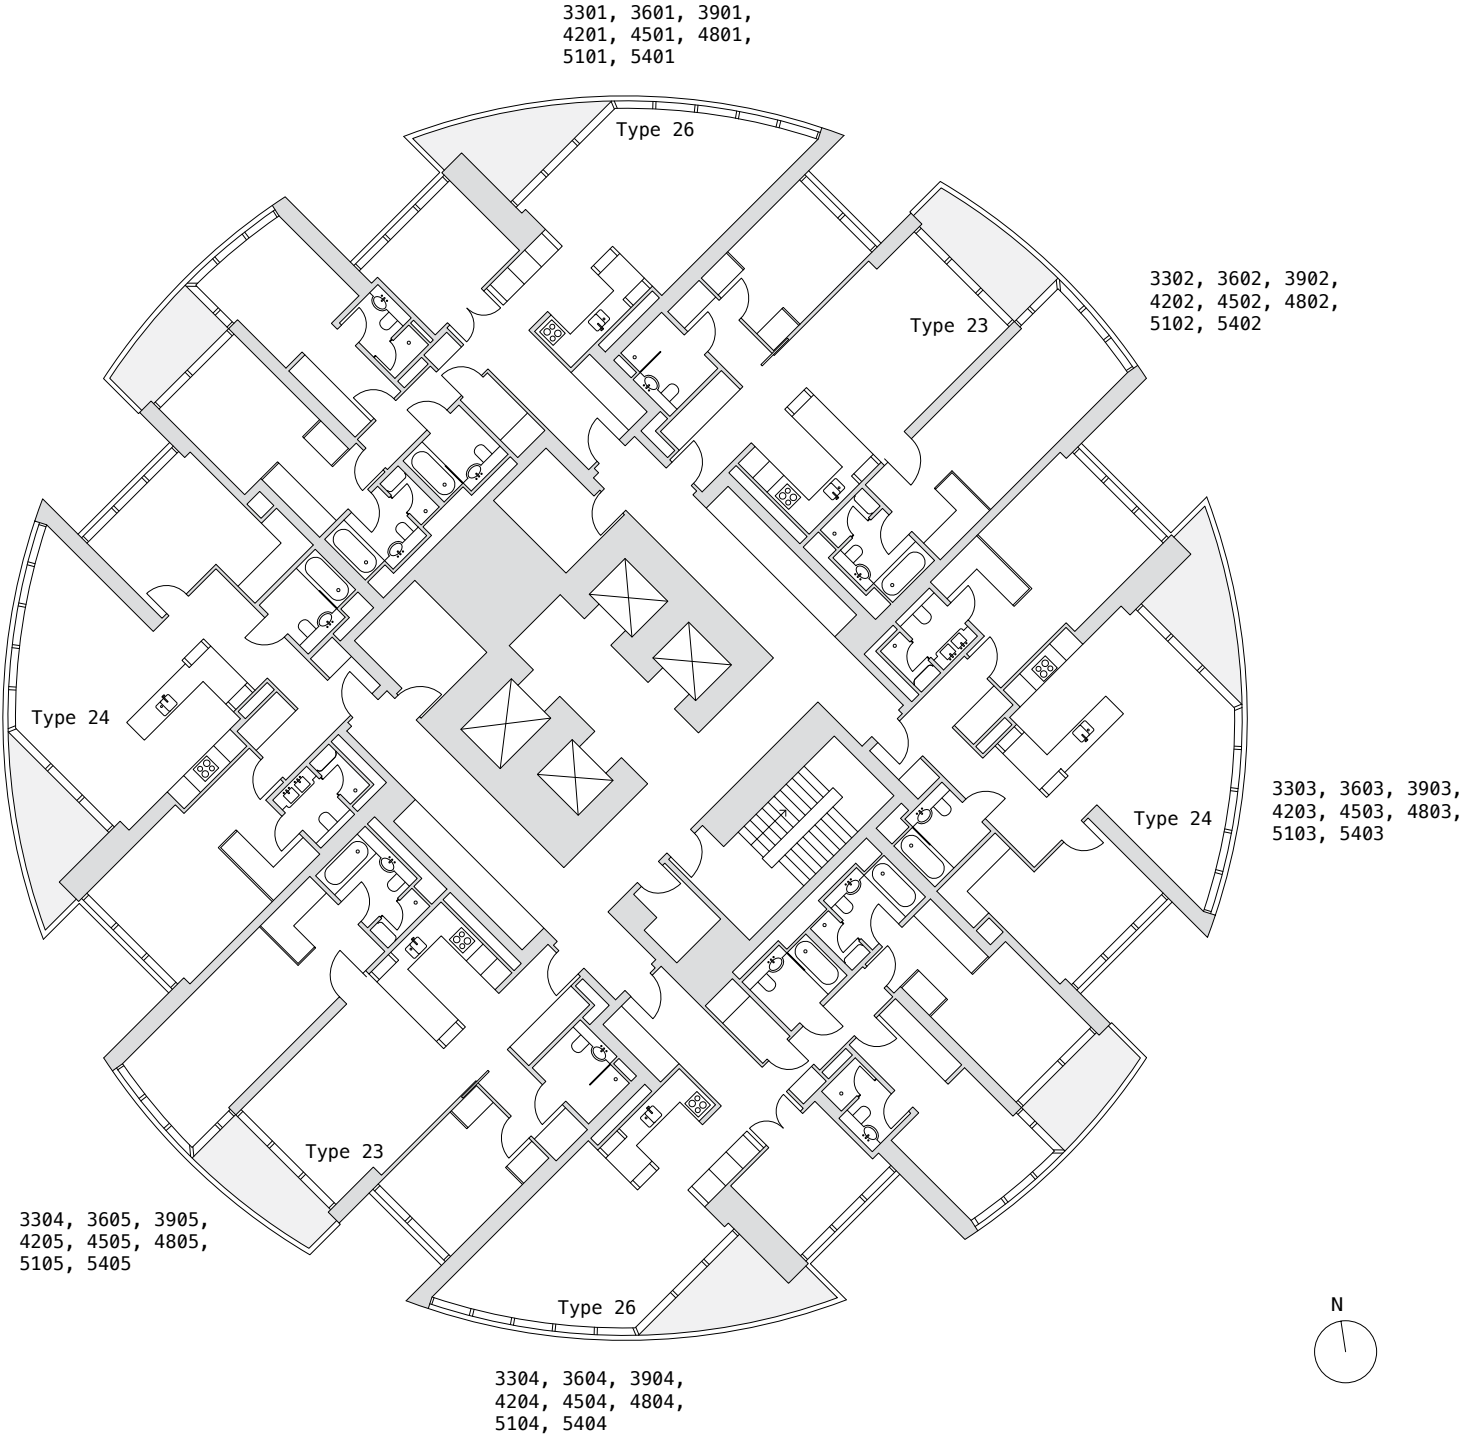 3301, 3601, 3901,
4201, 4501, 4801,
5101, 5401
Type 26
3302, 3602, 3902,
4202, 4502, 4802,
5102, 5402
Type 23
Type 24
3303, 3603, 3903,
4203, 4503, 4803,
5103, 5403
Type 24
Type 23
3304, 3605, 3905,
4205, 4505, 4805,
5105, 5405
Type 26
N
3304, 3604, 3904,
4204, 4504, 4804,
5104, 5404